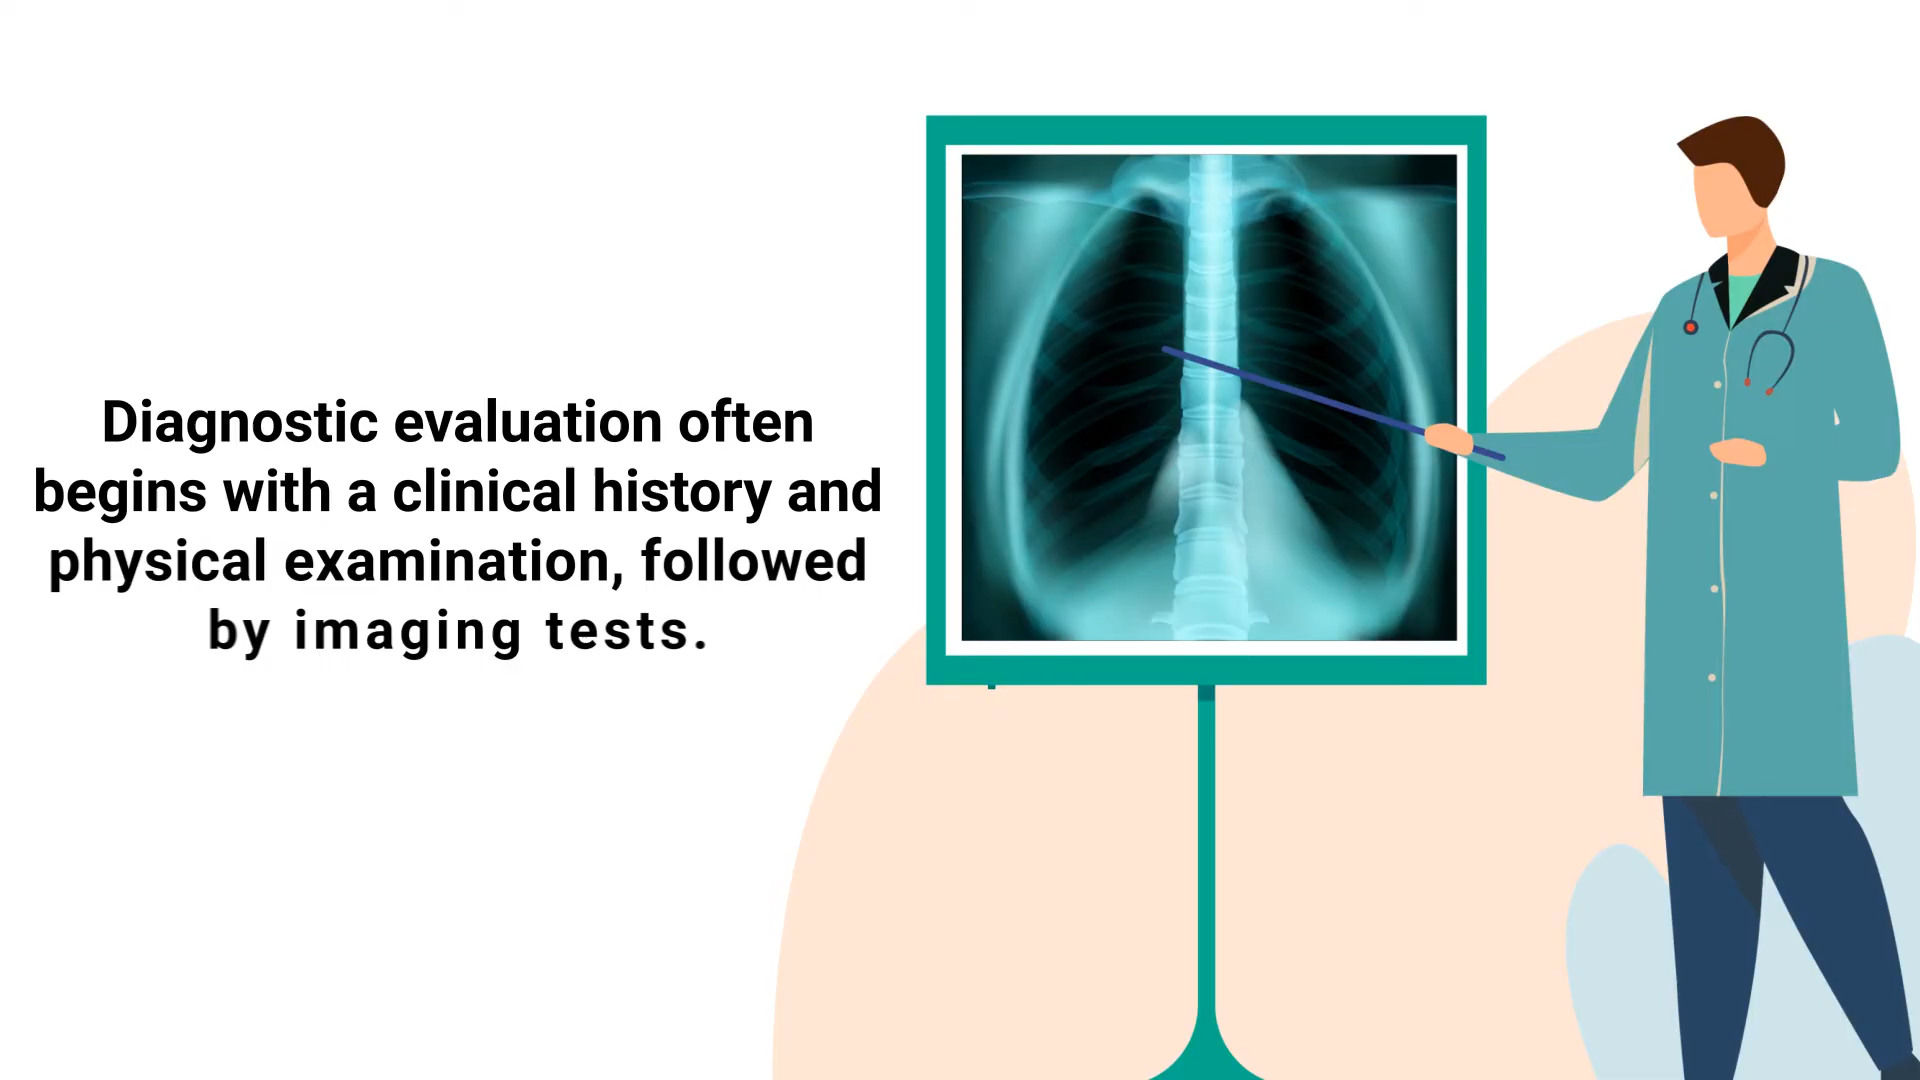 Diagnostic evaluation often
begins with a clinical history and
physical examination, followed
by imaging tests.